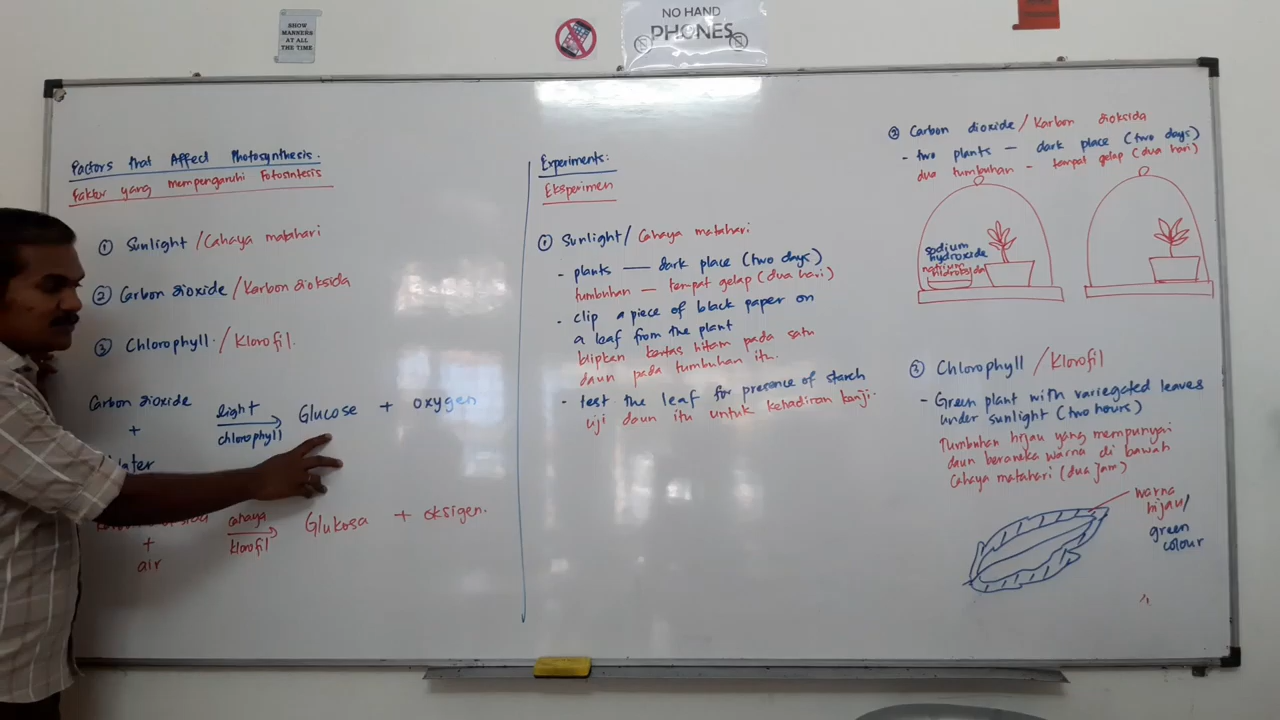 SHOW
MANNERS
AT ALL
THE TIME
NO HAND
PHONES
Factors that Affect Photosynthesis.
Faktor yang mempengaruhi Fotosintesis
① Sunlight / Cahaya matahari
② Carbon dioxide / Karbon dioksida
③ Chlorophyll / Klorofil.
Carbon dioxide
+
Water
light
chlorophyll
Glucose + oxygen
+
air
cahaya
klorofil
Glukosa + oksigen.
Experiments:
Eksperimen
① Sunlight / Cahaya matahari
- plants — dark place (two days)
tumbuhan — tempat gelap (dua hari)
- clip a piece of black paper on
a leaf from the plant
klipkan kertas hitam pada satu
daun pada tumbuhan itu.
- test the leaf for presence of starch
uji daun itu untuk kehadiran kanji.
② Carbon dioxide / Karbon dioksida
- two plants — dark place (two days)
dua tumbuhan - tempat gelap (dua hari)
sodium
hydroxide
③ Chlorophyll / Klorofil
- Green plant with variegated leaves
under sunlight (two hours)
Tumbuhan hijau yang mempunyai
daun beraneka warna di bawah
cahaya matahari (dua jam)
warna
hijau/
green
colour